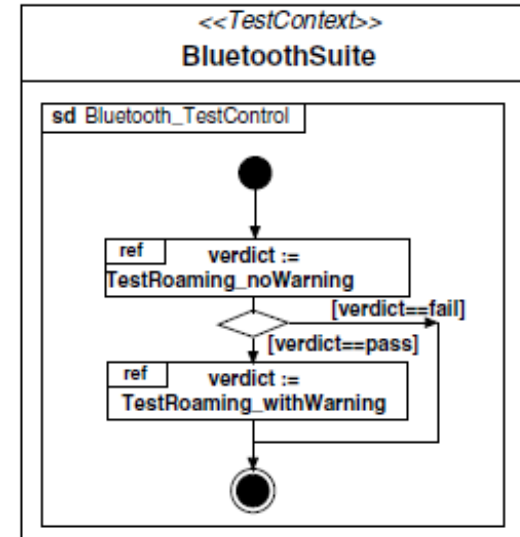 <<TestContext>>
BluetoothSuite
sd Bluetooth_TestControl
ref
verdict :=
TestRoaming_noWarning
[verdict==fail]
[verdict==pass]
ref
verdict :=
TestRoaming_withWarning